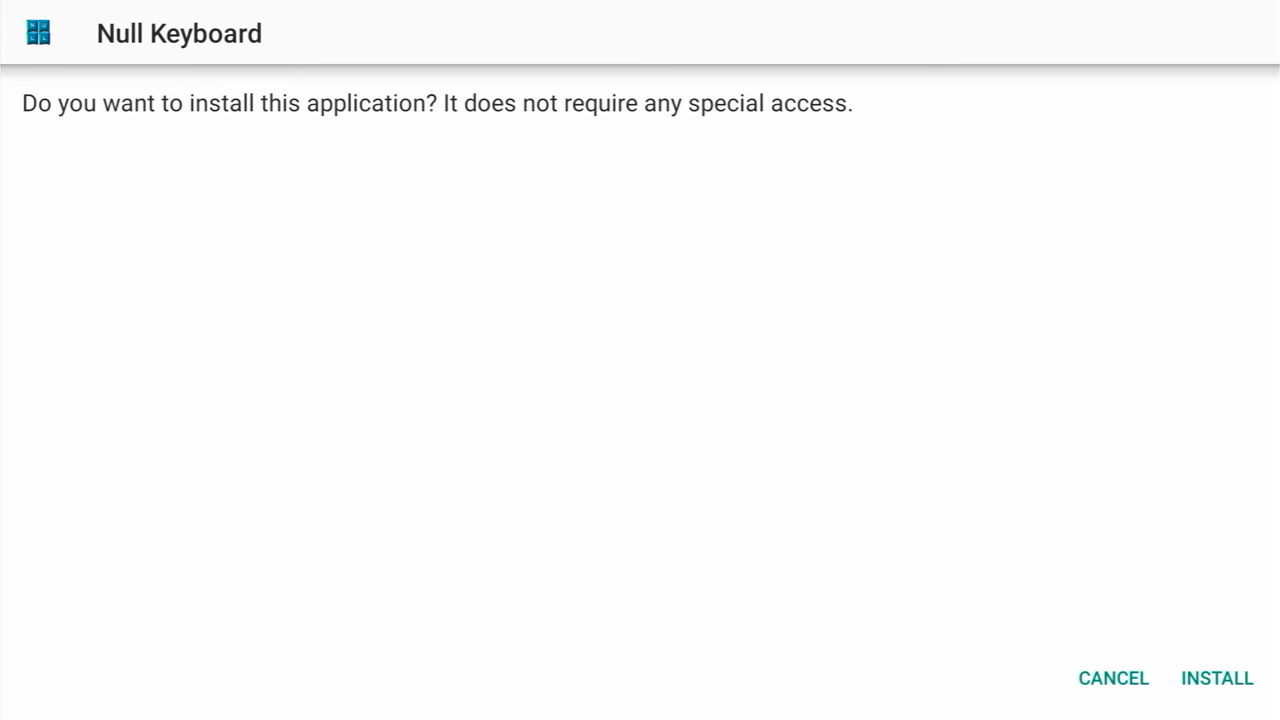 Null Keyboard
Do you want to install this application? It does not require any special access.
CANCEL INSTALL